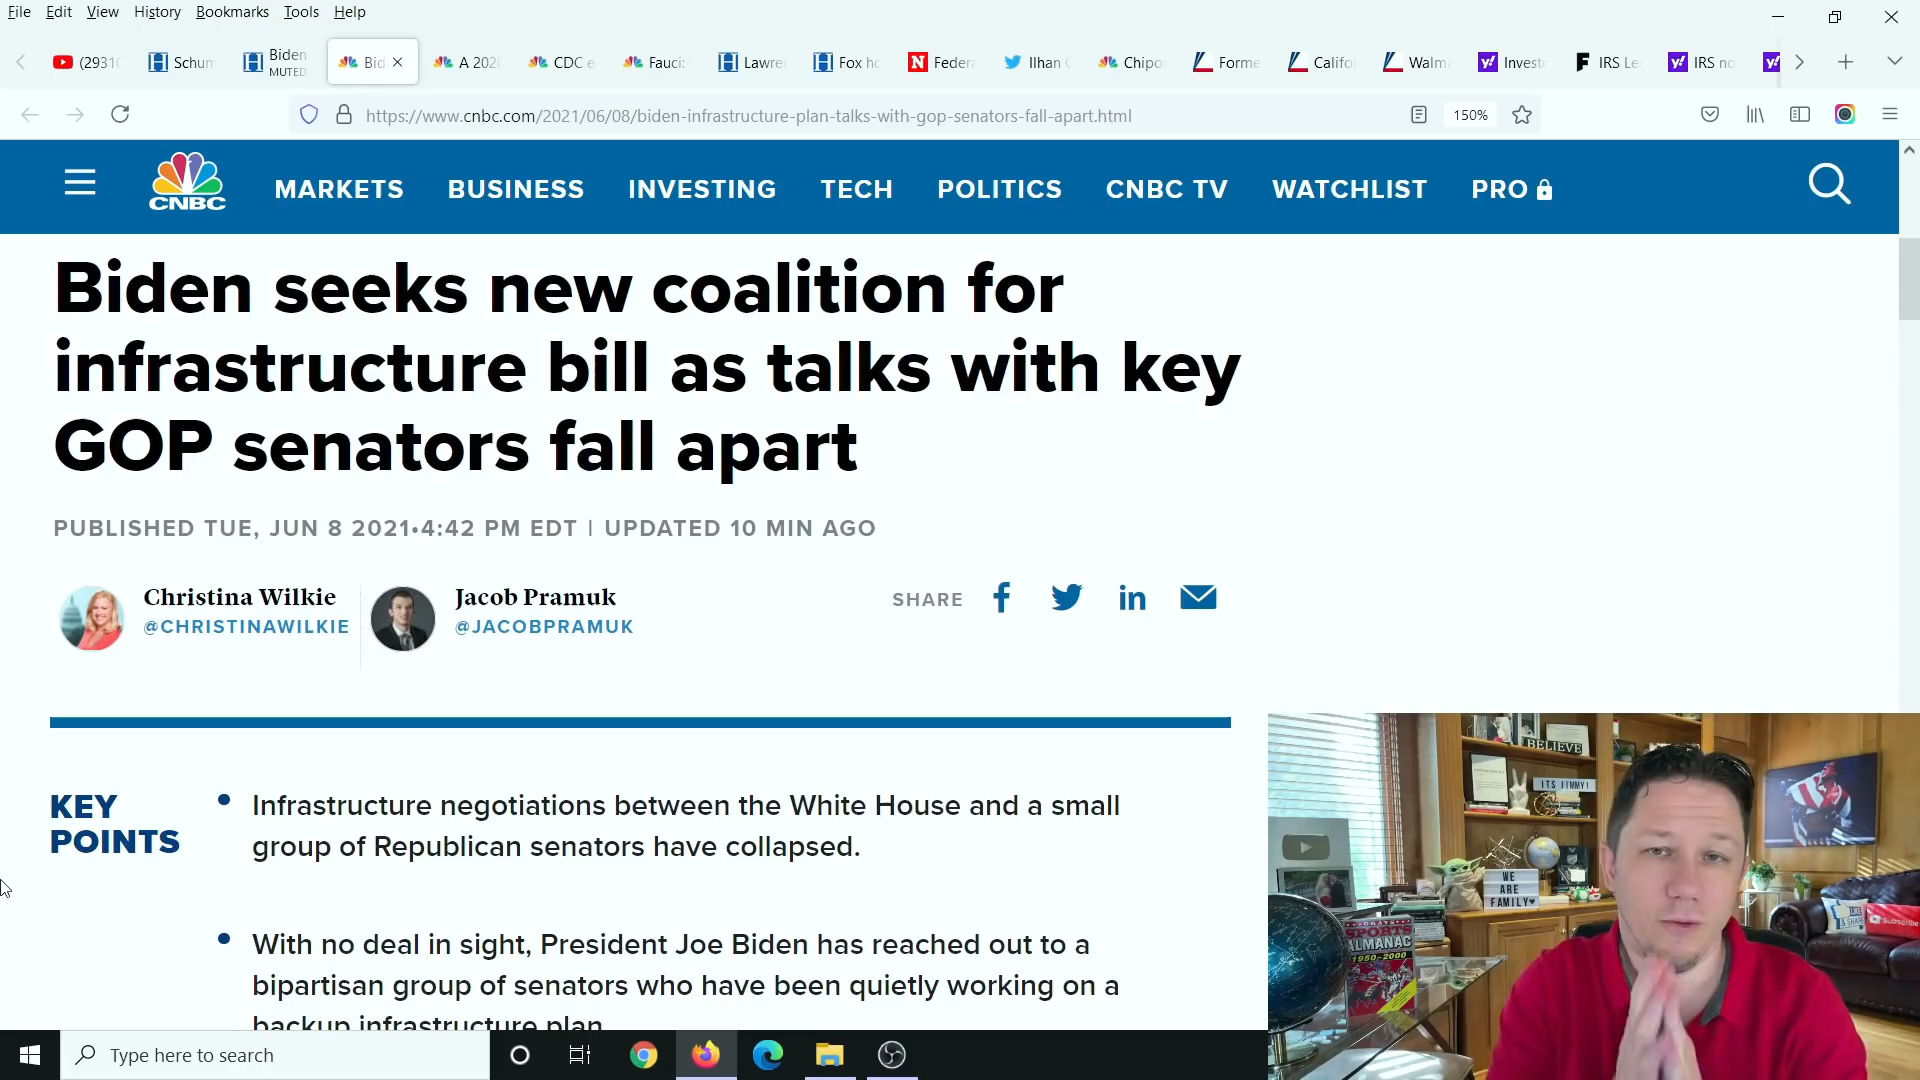 File Edit View History Bookmarks Tools Help
(2931 Schum Biden MUTED Bid A 202 CDC e Fauci: Lawre Fox ho Federa Ilhan Chipo Forme Califo Walm Invest IRS Le IRS no
https://www.cnbc.com/2021/06/08/biden-infrastructure-plan-talks-with-gop-senators-fall-apart.html 150%
CNBC MARKETS BUSINESS INVESTING TECH POLITICS CNBC TV WATCHLIST PRO
Biden seeks new coalition for
infrastructure bill as talks with key
GOP senators fall apart
PUBLISHED TUE, JUN 8 2021•4:42 PM EDT | UPDATED 10 MIN AGO
Christina Wilkie
@CHRISTINAWILKIE
Jacob Pramuk
@JACOBPRAMUK
SHARE
KEY
POINTS
Infrastructure negotiations between the White House and a small
group of Republican senators have collapsed.
With no deal in sight, President Joe Biden has reached out to a
bipartisan group of senators who have been quietly working on a
backup infrastructure plan.
BELIEVE
ITS JIMMY!
WE
ARE
FAMILY♥
SPORTS
ALMANAC
1950-2000
Subscribe
Type here to search